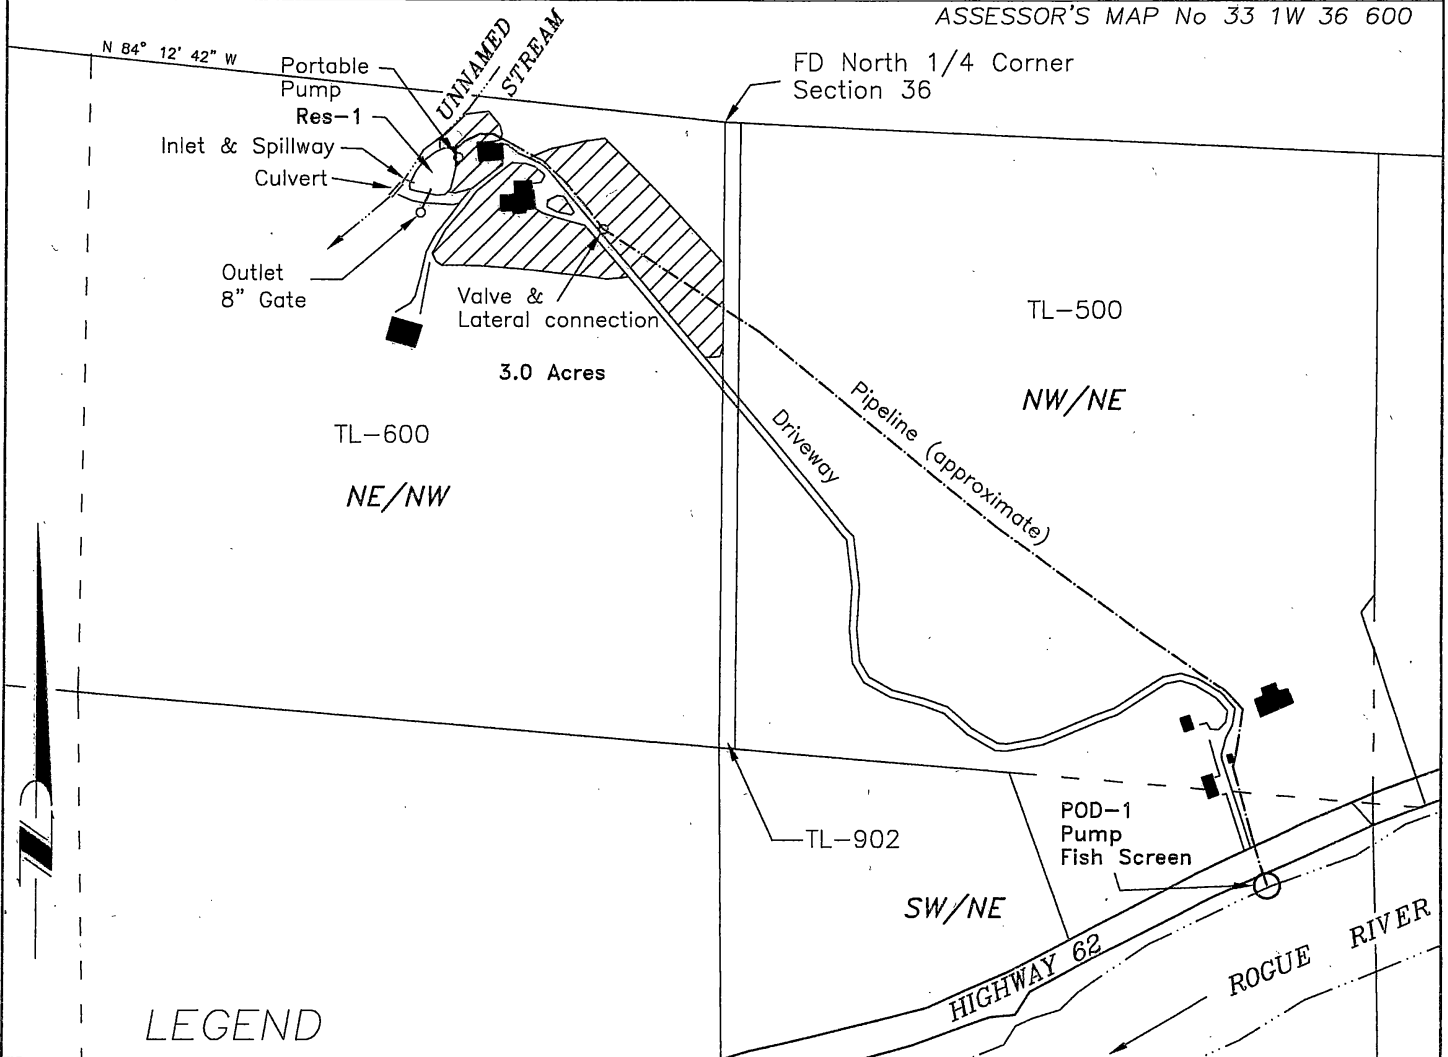 ASSESSOR'S MAP No 33 1W 36 600
N 84° 12' 42" W
UNNAMED
STREAM
Portable
Pump
Res-1
Inlet & Spillway
Culvert
FD North 1/4 Corner
Section 36
Outlet
8" Gate
Valve &
Lateral connection
3.0 Acres
TL-500
NW/NE
TL-600
NE/NW
Pipeline (approximate)
Driveway
TL-902
POD-1
Pump
Fish Screen
SW/NE
HIGHWAY 62
ROGUE RIVER
N
LEGEND